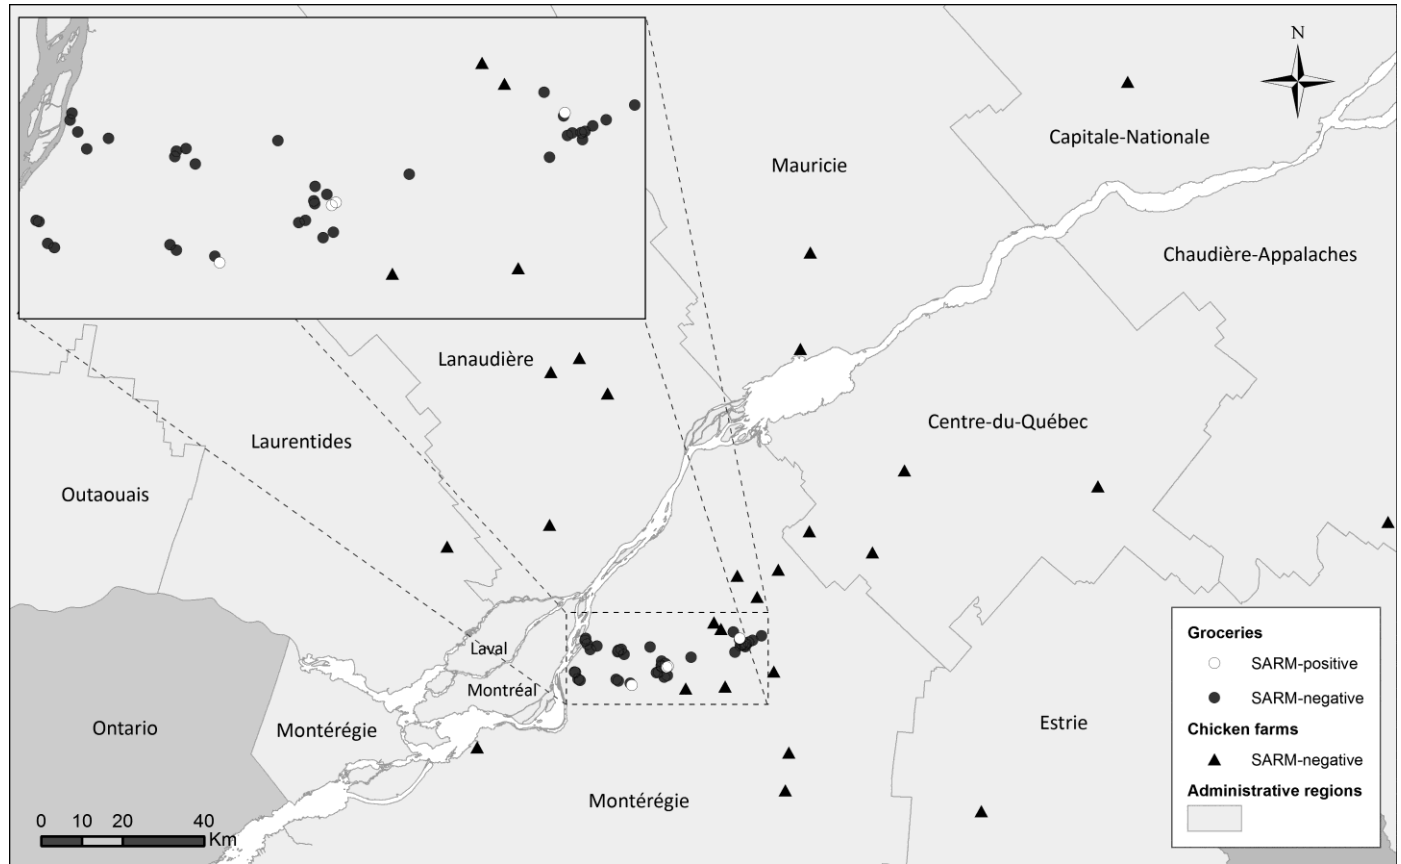 N
Capitale-Nationale
Mauricie
Chaudière-Appalaches
Lanaudière
Centre-du-Québec
Laurentides
Outaouais
Laval
Montréal
Ontario
Montérégie
Estrie
Montérégie
Groceries
SARM-positive
SARM-negative
Chicken farms
SARM-negative
Administrative regions
0 10 20 40
Km